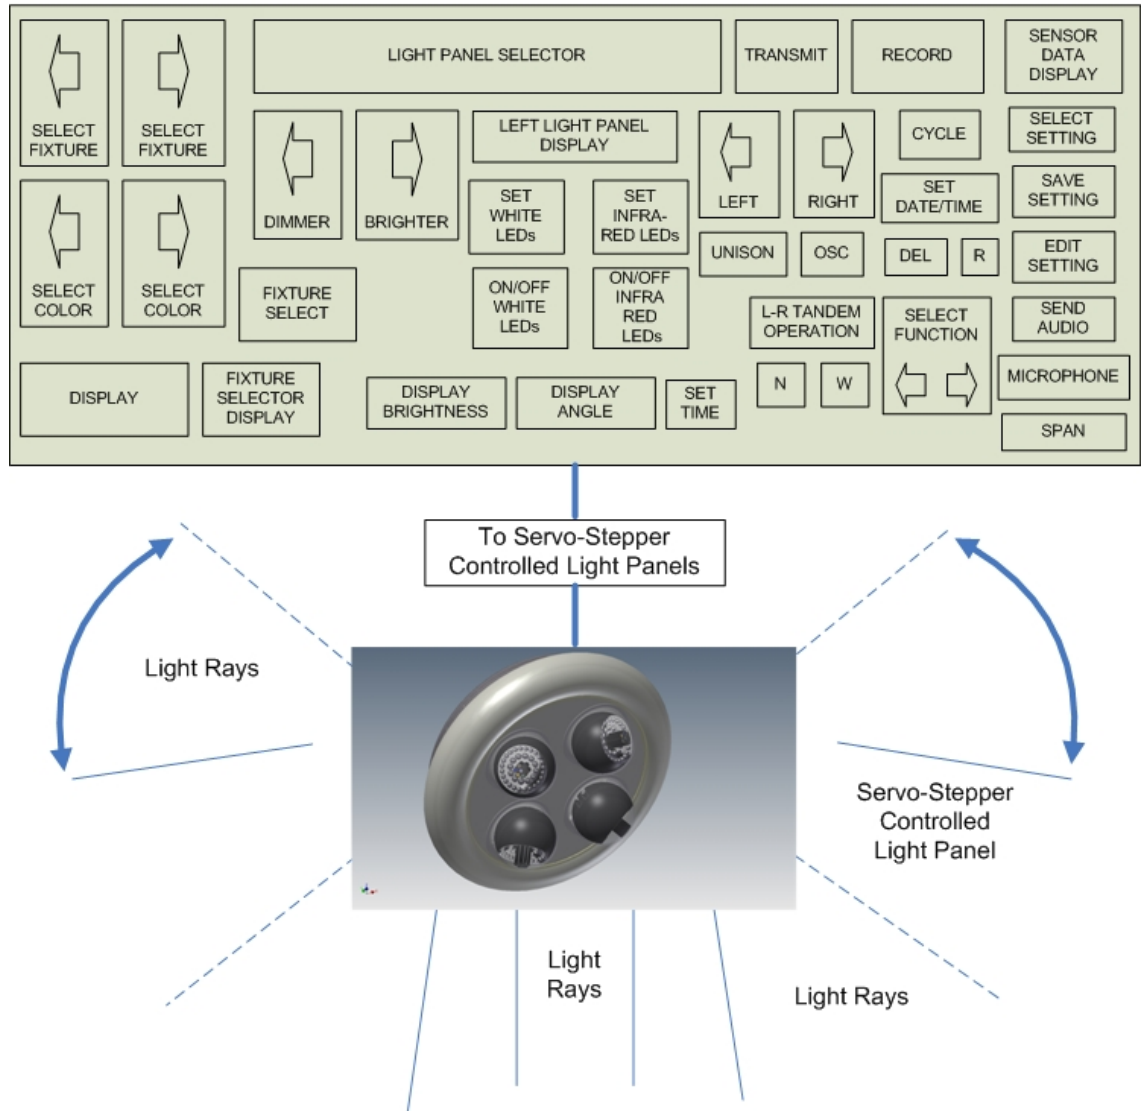 LIGHT PANEL SELECTOR
TRANSMIT
RECORD
SENSOR
DATA
DISPLAY
SELECT
FIXTURE
SELECT
FIXTURE
DIMMER
BRIGHTER
LEFT LIGHT PANEL
DISPLAY
LEFT
RIGHT
CYCLE
SELECT
SETTING
SET
WHITE
LEDs
SET
INFRA-
RED LEDs
SET
DATE/TIME
SAVE
SETTING
SELECT
COLOR
SELECT
COLOR
FIXTURE
SELECT
ON/OFF
WHITE
LEDs
ON/OFF
INFRA
RED
LEDs
UNISON
OSC
DEL
R
EDIT
SETTING
L-R TANDEM
OPERATION
SELECT
FUNCTION
SEND
AUDIO
DISPLAY
FIXTURE
SELECTOR
DISPLAY
DISPLAY
BRIGHTNESS
DISPLAY
ANGLE
SET
TIME
N
W
MICROPHONE
SPAN
To Servo-Stepper
Controlled Light Panels
Light Rays
Servo-Stepper
Controlled
Light Panel
Light
Rays
Light Rays